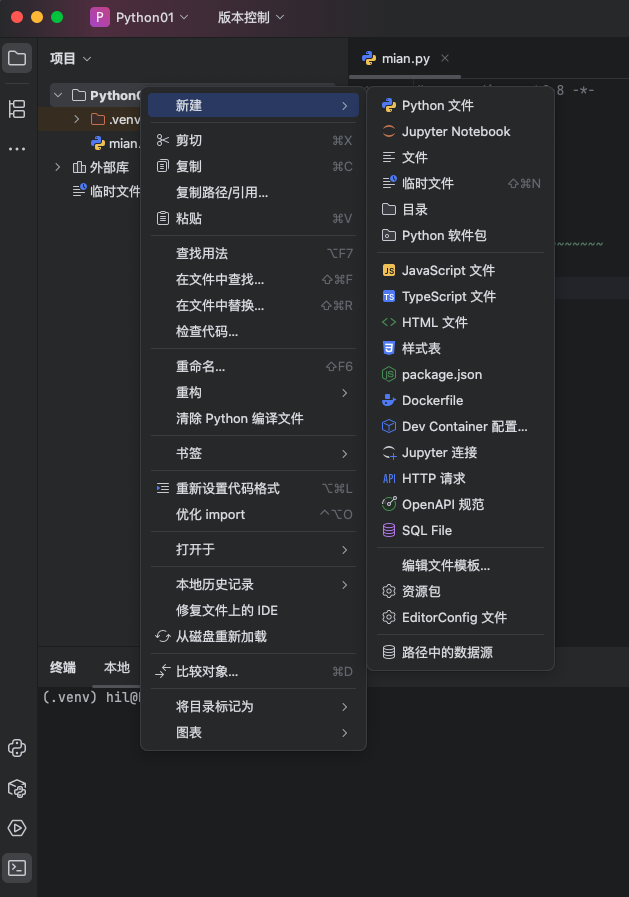 P Python01 版本控制
项目
mian.py
8 -*-
Python
新建
.venv
剪切 ⌘X
mian.
复制 ⌘C
外部库
复制路径/引用...
临时文件
粘贴 ⌘V
查找用法 ⌥F7
在文件中查找... ⇧⌘F
在文件中替换... ⇧⌘R
检查代码...
重命名... ⇧F6
重构
清除 Python 编译文件
书签
重新设置代码格式 ⌥⌘L
优化 import ⌃⌥O
打开于
本地历史记录
修复文件上的 IDE
从磁盘重新加载
比较对象... ⌘D
将目录标记为
图表
Python 文件
Jupyter Notebook
文件
临时文件 ⇧⌘N
目录
Python 软件包
JS JavaScript 文件
TS TypeScript 文件
<> HTML 文件
样式表
package.json
Dockerfile
Dev Container 配置...
Jupyter 连接
API HTTP 请求
OpenAPI 规范
SQL File
编辑文件模板...
资源包
EditorConfig 文件
路径中的数据源
终端 本地
(.venv) hil@